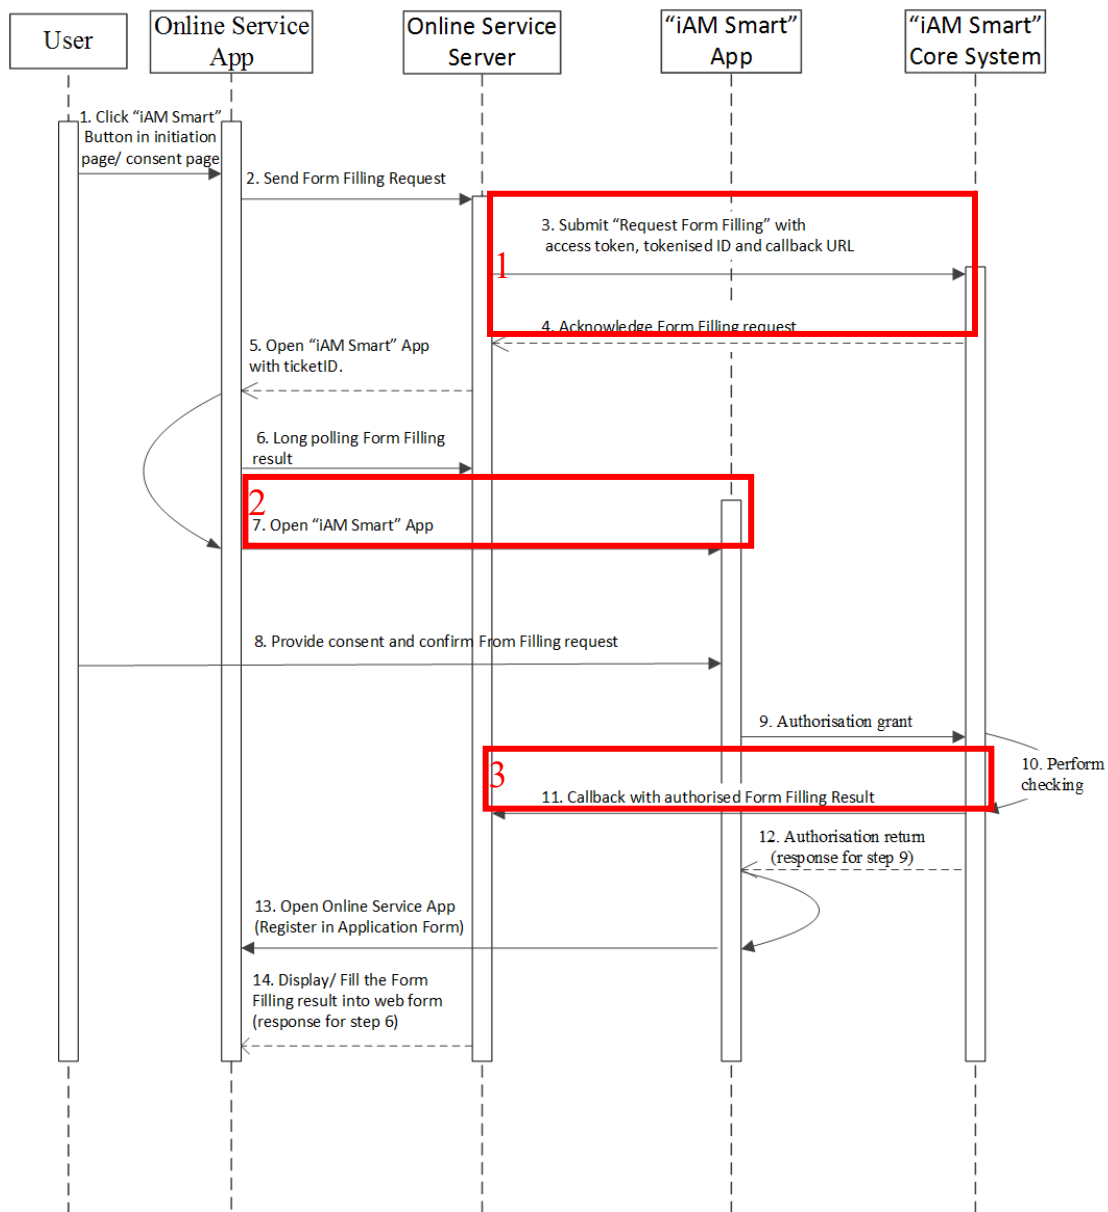 User
Online Service
App
Online Service
Server
“iAM Smart”
App
“iAM Smart”
Core System
1. Click “iAM Smart”
Button in initiation
page/ consent page
2. Send Form Filling Request
3. Submit “Request Form Filling” with
access token, tokenised ID and callback URL
1
4. Acknowledge Form Filling request
5. Open “iAM Smart” App
with ticketID.
6. Long polling Form Filling
result
2
7. Open “iAM Smart” App
8. Provide consent and confirm From Filling request
9. Authorisation grant
10. Perform
checking
3
11. Callback with authorised Form Filling Result
12. Authorisation return
(response for step 9)
13. Open Online Service App
(Register in Application Form)
14. Display/ Fill the Form
Filling result into web form
(response for step 6)